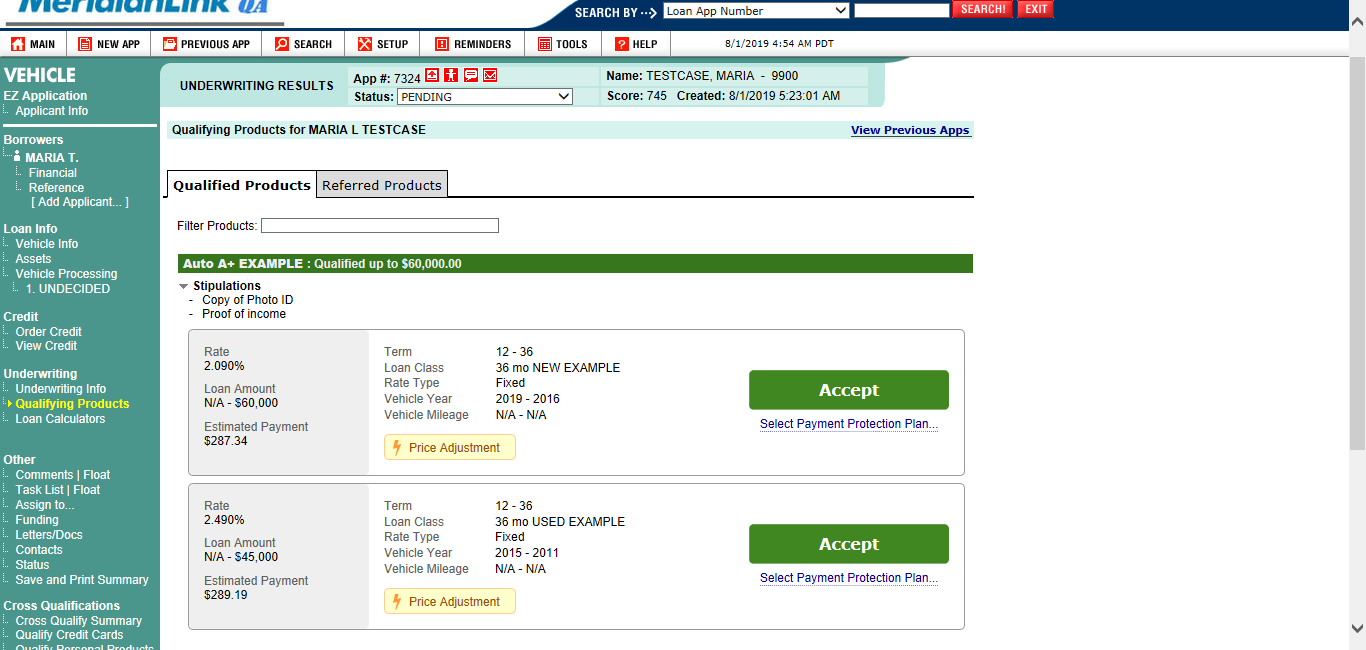 MeridianLink QA
SEARCH BY ··> Loan App Number SEARCH! EXIT
MAIN NEW APP PREVIOUS APP SEARCH SETUP REMINDERS TOOLS HELP 8/1/2019 4:54 AM PDT
VEHICLE
EZ Application
Applicant Info
Borrowers
MARIA T.
Financial
Reference
[ Add Applicant... ]
Loan Info
Vehicle Info
Assets
Vehicle Processing
1. UNDECIDED
Credit
Order Credit
View Credit
Underwriting
Underwriting Info
Qualifying Products
Loan Calculators
Other
Comments | Float
Task List | Float
Assign to...
Funding
Letters/Docs
Contacts
Status
Save and Print Summary
Cross Qualifications
Cross Qualify Summary
Qualify Credit Cards
Qualify Personal Products
UNDERWRITING RESULTS
App #: 7324
Status: PENDING
Name: TESTCASE, MARIA - 9900
Score: 745 Created: 8/1/2019 5:23:01 AM
Qualifying Products for MARIA L TESTCASE View Previous Apps
Qualified Products Referred Products
Filter Products:
Auto A+ EXAMPLE : Qualified up to $60,000.00
Stipulations
- Copy of Photo ID
- Proof of income
Rate
2.090%
Loan Amount
N/A - $60,000
Estimated Payment
$287.34
Term 12 - 36
Loan Class 36 mo NEW EXAMPLE
Rate Type Fixed
Vehicle Year 2019 - 2016
Vehicle Mileage N/A - N/A
Price Adjustment
Accept
Select Payment Protection Plan...
Rate
2.490%
Loan Amount
N/A - $45,000
Estimated Payment
$289.19
Term 12 - 36
Loan Class 36 mo USED EXAMPLE
Rate Type Fixed
Vehicle Year 2015 - 2011
Vehicle Mileage N/A - N/A
Price Adjustment
Accept
Select Payment Protection Plan...